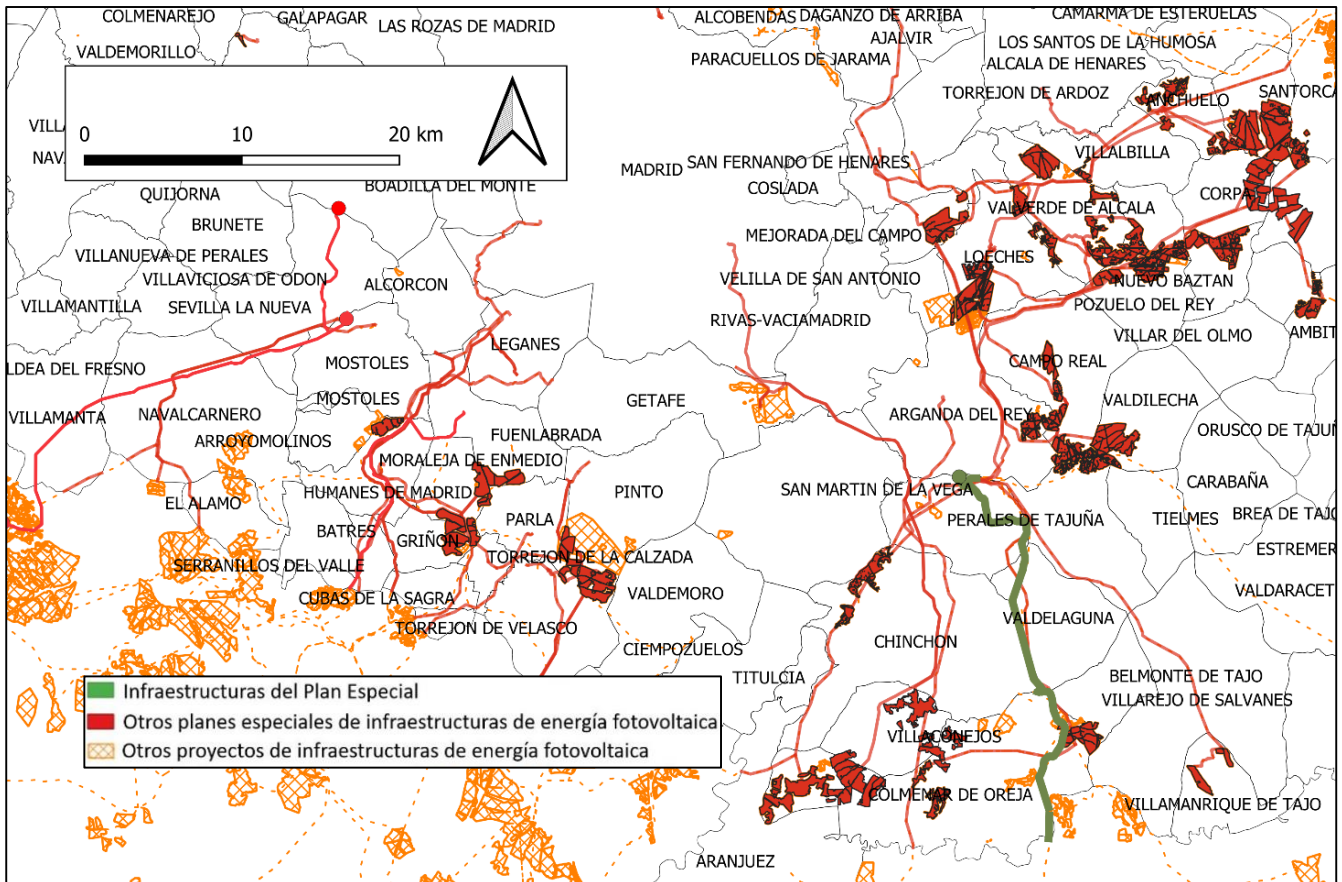 COLMENAREJO
GALAPAGAR
LAS ROZAS DE MADRID
ALCOBENDAS
DAGANZO DE ARRIBA
CAMARMA DE ESTERUELAS
VALDEMORILLO
AJALVIR
LOS SANTOS DE LA HUMOSA
PARACUELLOS DE JARAMA
ALCALA DE HENARES
TORREJON DE ARDOZ
ANCHUELO
SANTORCA
0 10 20 km
VILLA
NAV
MADRID
SAN FERNANDO DE HENARES
VILLALBILLA
QUIJORNA
BOADILLA DEL MONTE
COSLADA
CORPA
BRUNETE
VALVERDE DE ALCALA
VILLANUEVA DE PERALES
MEJORADA DEL CAMPO
LOECHES
VILLAVICIOSA DE ODON
ALCORCON
VELILLA DE SAN ANTONIO
NUEVO BAZTAN
VILLAMANTILLA
SEVILLA LA NUEVA
POZUELO DEL REY
RIVAS-VACIAMADRID
VILLAR DEL OLMO
AMBIT
LEGANES
LDEA DEL FRESNO
MOSTOLES
CAMPO REAL
MOSTOLES
GETAFE
VALDILECHA
VILLAMANTA
NAVALCARNERO
ARGANDA DEL REY
ARROYOMOLINOS
FUENLABRADA
ORUSCO DE TAJUÑ
MORALEJA DE ENMEDIO
EL ALAMO
HUMANES DE MADRID
PINTO
SAN MARTIN DE LA VEGA
CARABAÑA
BATRES
GRIÑON
PARLA
PERALES DE TAJUÑA
TIELMES
BREA DE TAJO
SERRANILLOS DEL VALLE
TORREJON DE LA CALZADA
ESTREMER
CUBAS DE LA SAGRA
VALDEMORO
VALDARACET
TORREJON DE VELASCO
VALDELAGUNA
CIEMPOZUELOS
CHINCHON
TITULCIA
BELMONTE DE TAJO
VILLAREJO DE SALVANES
Infraestructuras del Plan Especial
Otros planes especiales de infraestructuras de energía fotovoltaica
Otros proyectos de infraestructuras de energía fotovoltaica
VILLACONEJOS
COLMENAR DE OREJA
VILLAMANRIQUE DE TAJO
ARANJUEZ